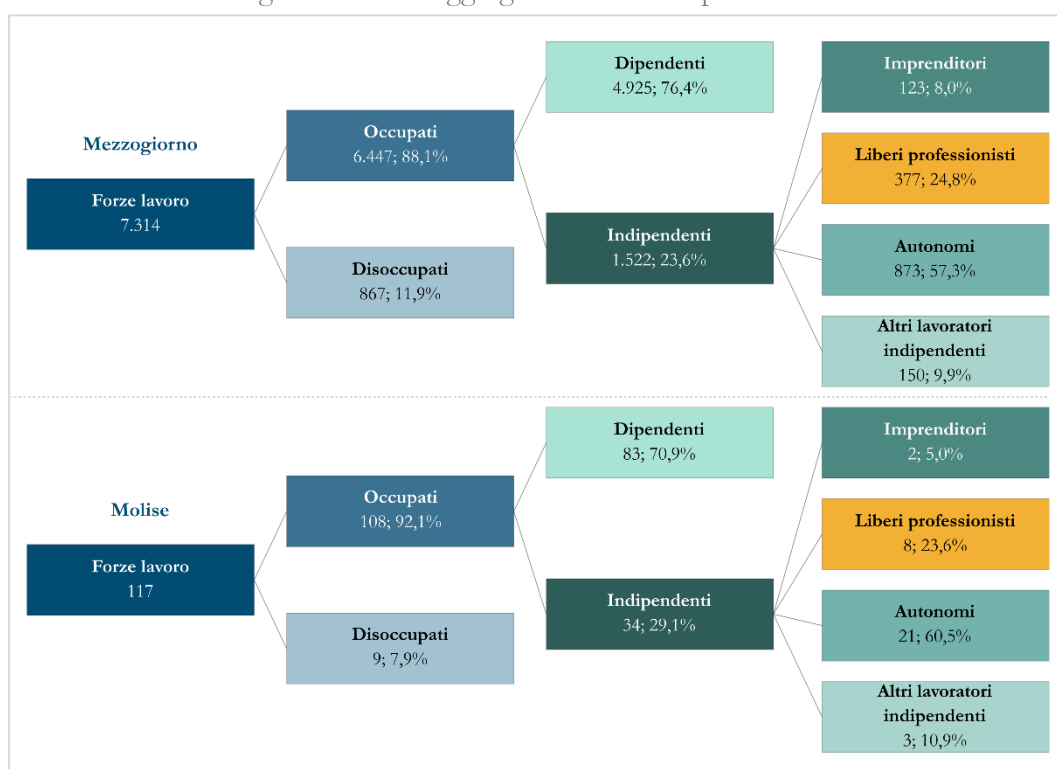 Mezzogiorno
Forze lavoro
7.314
Occupati
6.447; 88,1%
Disoccupati
867; 11,9%
Dipendenti
4.925; 76,4%
Indipendenti
1.522; 23,6%
Imprenditori
123; 8,0%
Liberi professionisti
377; 24,8%
Autonomi
873; 57,3%
Altri lavoratori
indipendenti
150; 9,9%
Molise
Forze lavoro
117
Occupati
108; 92,1%
Disoccupati
9; 7,9%
Dipendenti
83; 70,9%
Indipendenti
34; 29,1%
Imprenditori
2; 5,0%
Liberi professionisti
8; 23,6%
Autonomi
21; 60,5%
Altri lavoratori
indipendenti
3; 10,9%